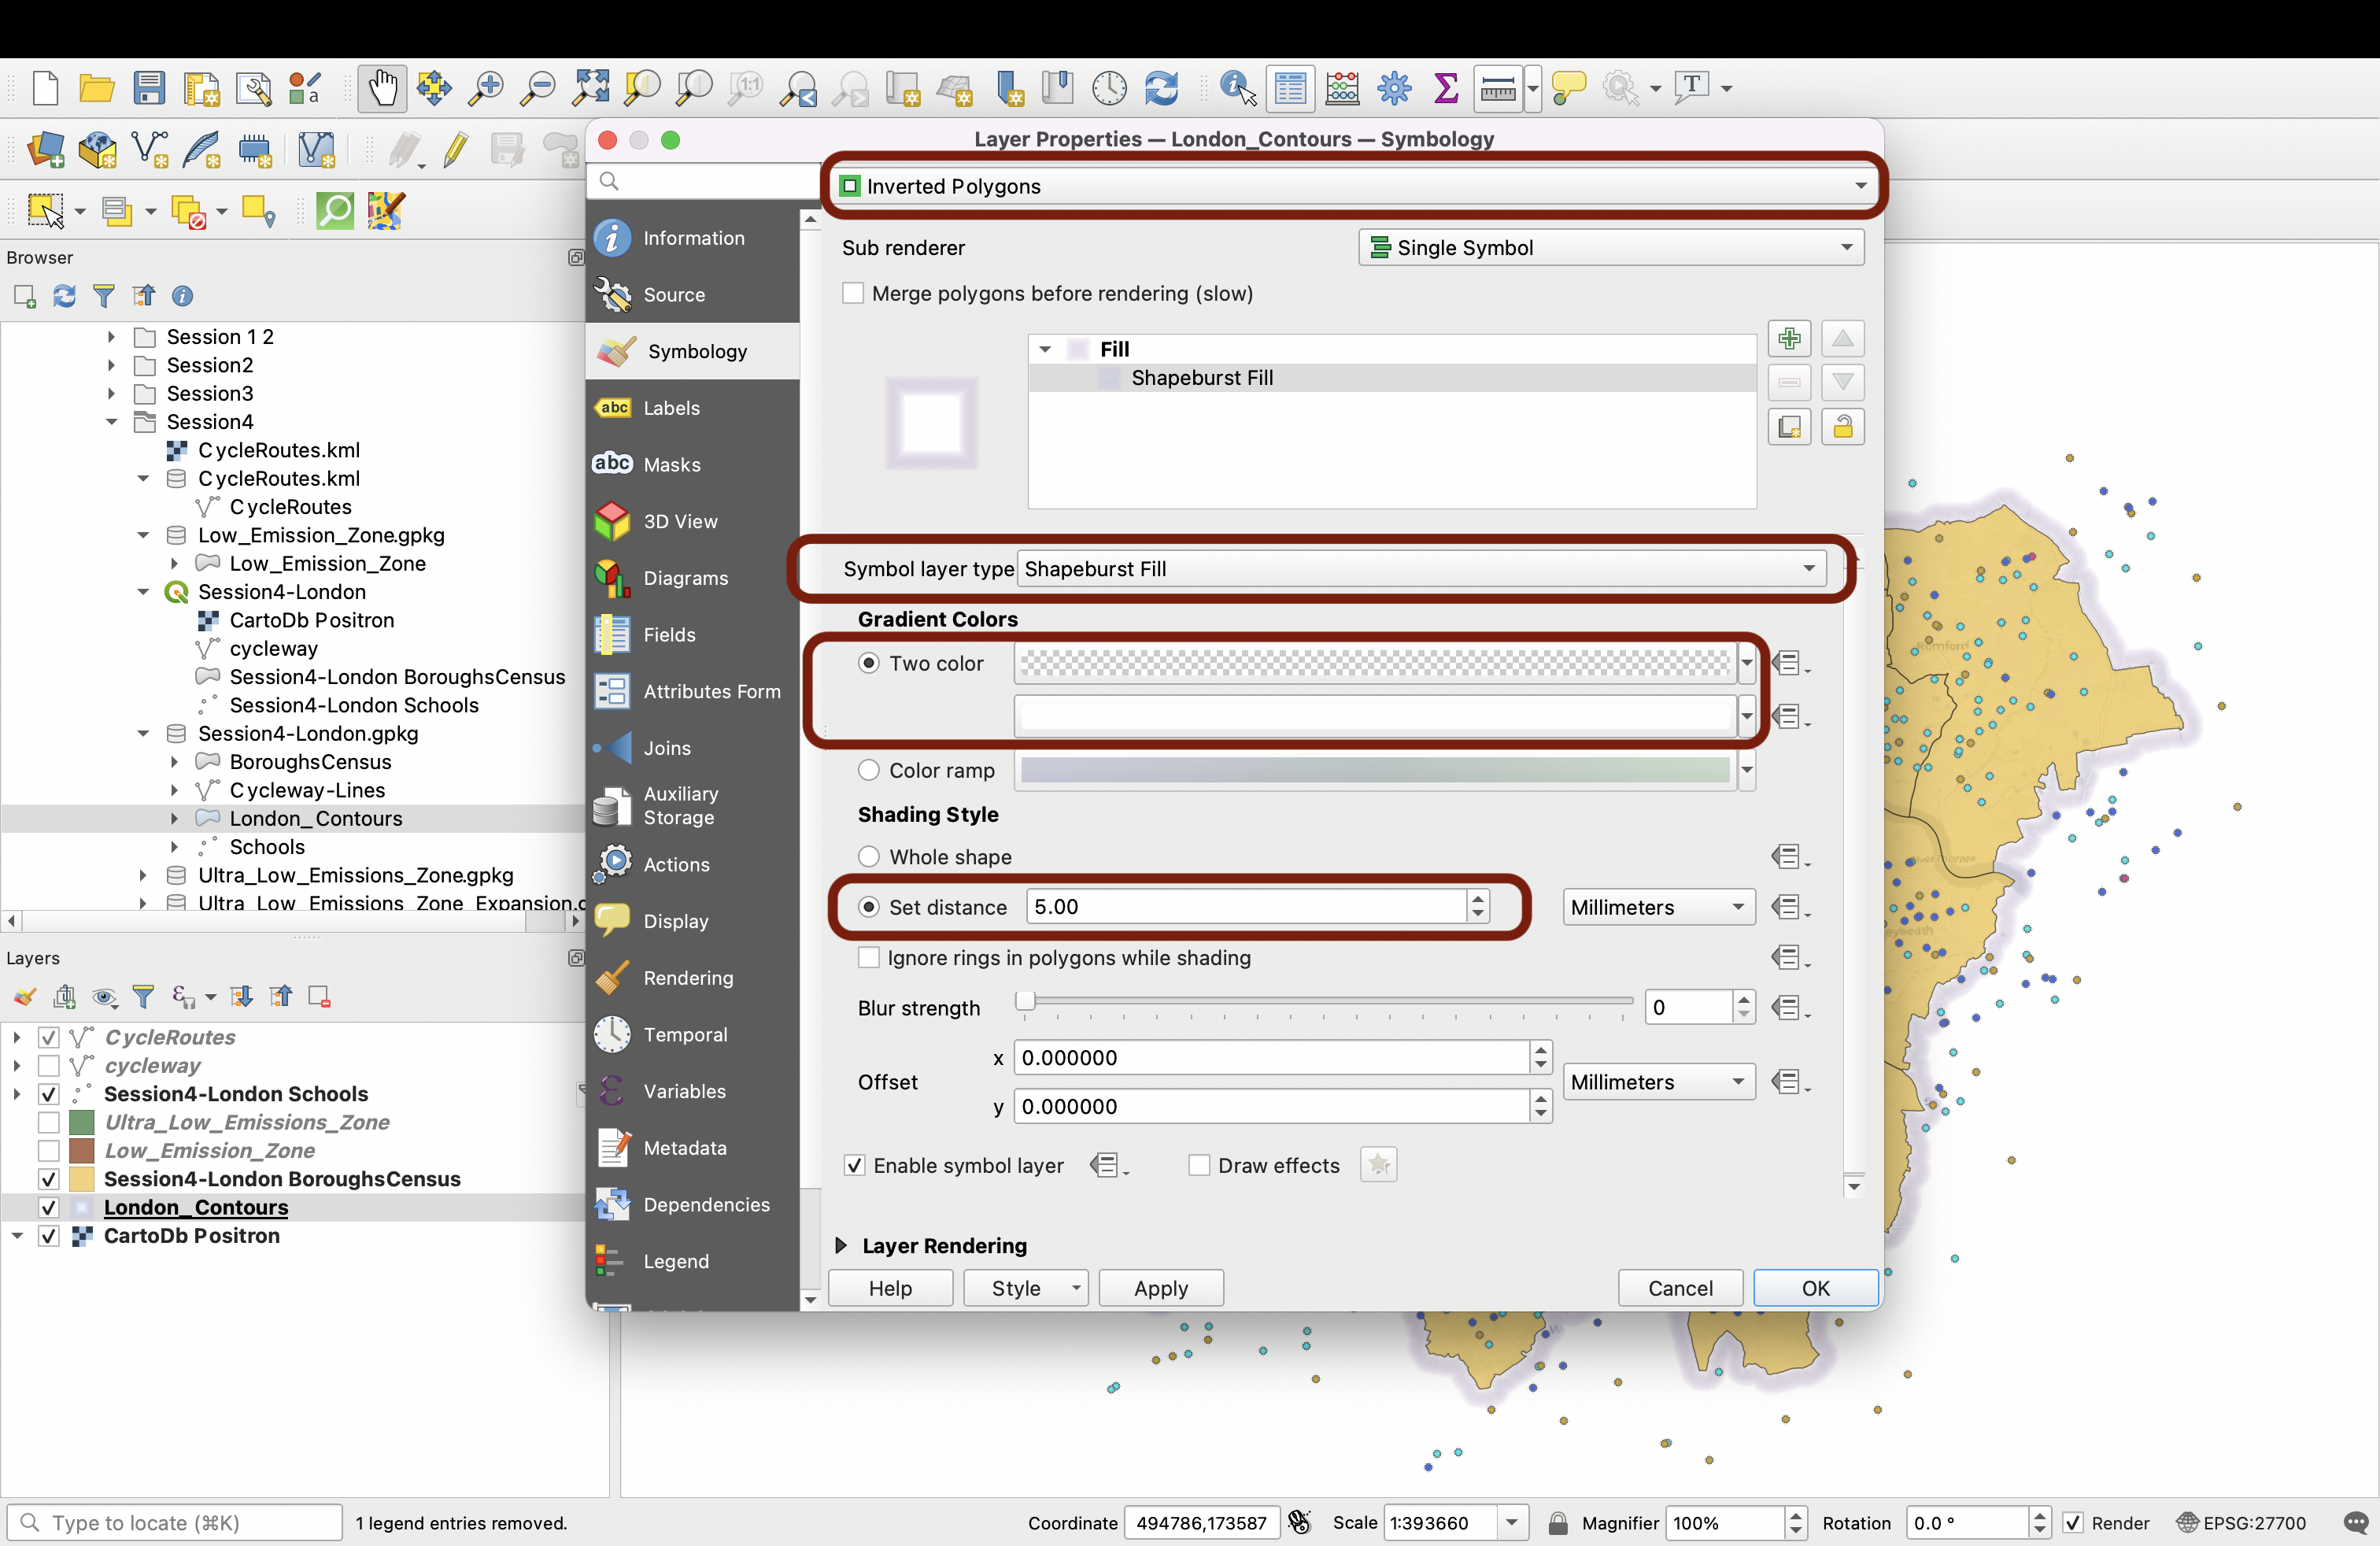 Layer Properties — London_Contours — Symbology
Inverted Polygons
Sub renderer
Single Symbol
Merge polygons before rendering (slow)
Fill
Shapeburst Fill
Symbol layer type
Shapeburst Fill
Gradient Colors
Two color
Color ramp
Shading Style
Whole shape
Set distance
5.00
Millimeters
Ignore rings in polygons while shading
Blur strength
0
Offset
x
0.000000
y
0.000000
Millimeters
Enable symbol layer
Draw effects
Layer Rendering
Help
Style
Apply
Cancel
OK
Information
Source
Symbology
Labels
Masks
3D View
Diagrams
Fields
Attributes Form
Joins
Auxiliary
Storage
Actions
Display
Rendering
Temporal
Variables
Metadata
Dependencies
Legend
abc
abc
1:1
a
T
Browser
Session 1 2
Session2
Session3
Session4
CycleRoutes.kml
CycleRoutes.kml
CycleRoutes
Low_Emission_Zone.gpkg
Low_Emission_Zone
Session4-London
CartoDb Positron
cycleway
Session4-London BoroughsCensus
Session4-London Schools
Session4-London.gpkg
BoroughsCensus
Cycleway-Lines
London_Contours
Schools
Ultra_Low_Emissions_Zone.gpkg
Ultra_Low_Emissions_Zone_Expansion.g
Layers
CycleRoutes
cycleway
Session4-London Schools
Ultra_Low_Emissions_Zone
Low_Emission_Zone
Session4-London BoroughsCensus
London_Contours
CartoDb Positron
Romford
Type to locate (⌘K)
1 legend entries removed.
Coordinate
494786,173587
Scale
1:393660
Magnifier
100%
Rotation
0.0 °
Render
EPSG:27700